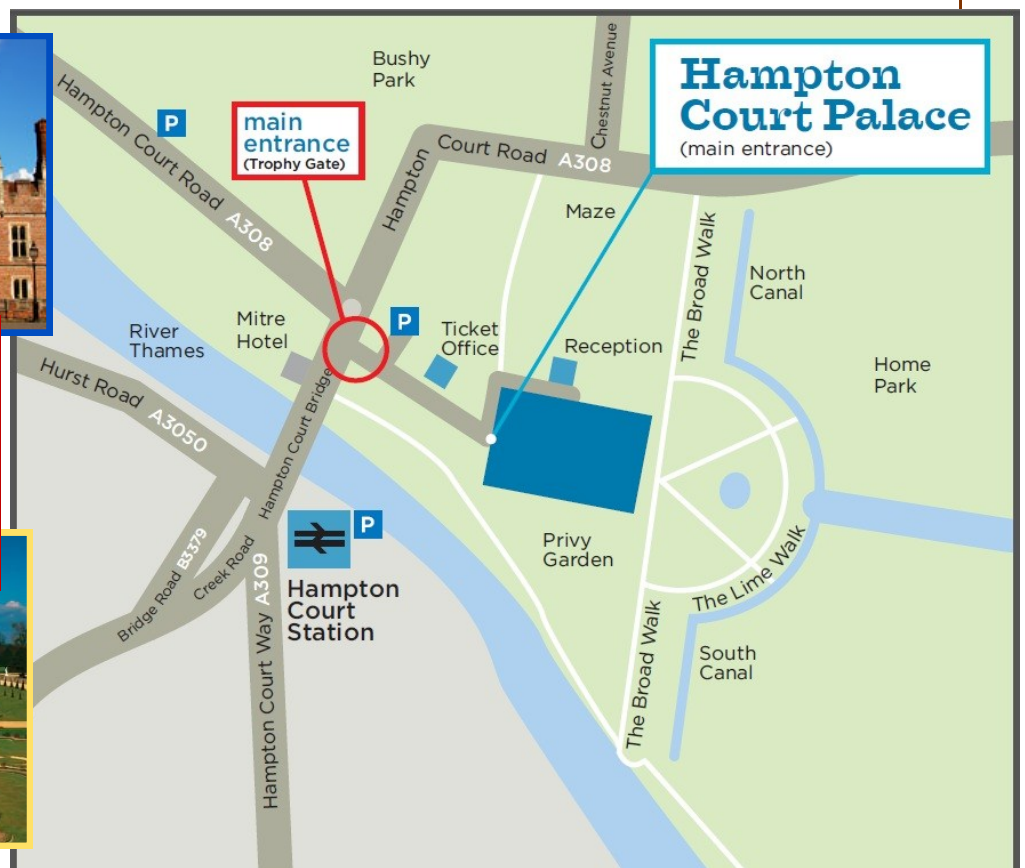 Bushy
Park
Chestnut Avenue
Hampton
Court Palace
(main entrance)
Hampton Court Road A308
P
main
entrance
(Trophy Gate)
Hampton
Court Road A308
Maze
The Broad Walk
North
Canal
River
Thames
Mitre
Hotel
P
Ticket
Office
Reception
Home
Park
Hurst Road A3050
Hampton Court Bridge
P
Hampton
Court
Station
Privy
Garden
Bridge Road B3379
Creek Road
Hampton Court Way A309
The Lime Walk
The Broad Walk
South
Canal